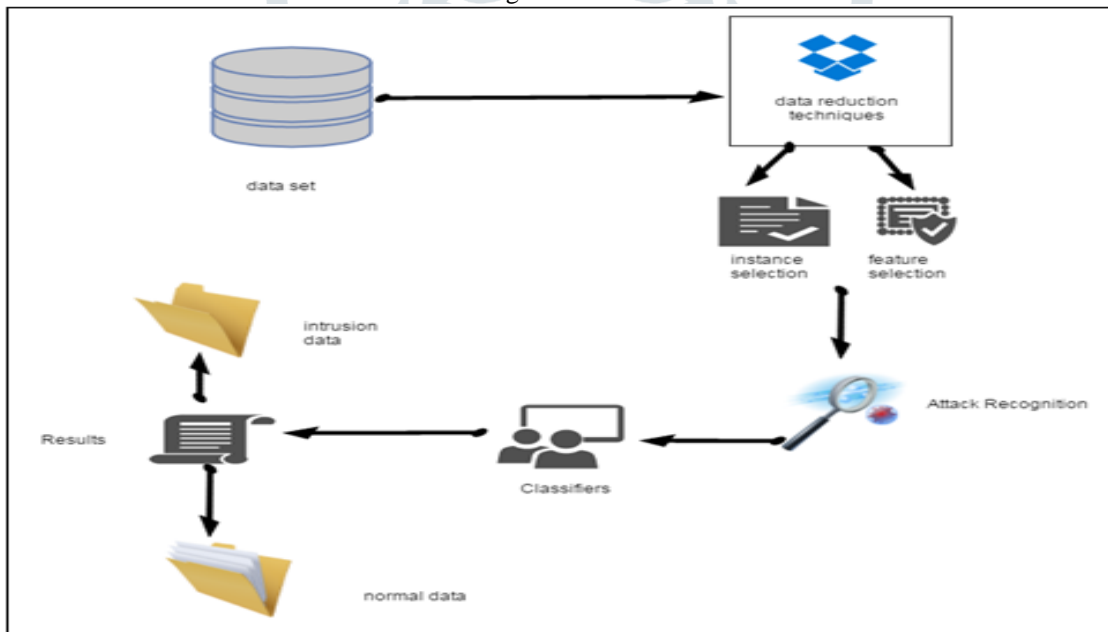 data reduction
techniques
data set
instance
selection
feature
selection
intrusion
data
Attack Recognition
Results
Classifiers
normal data